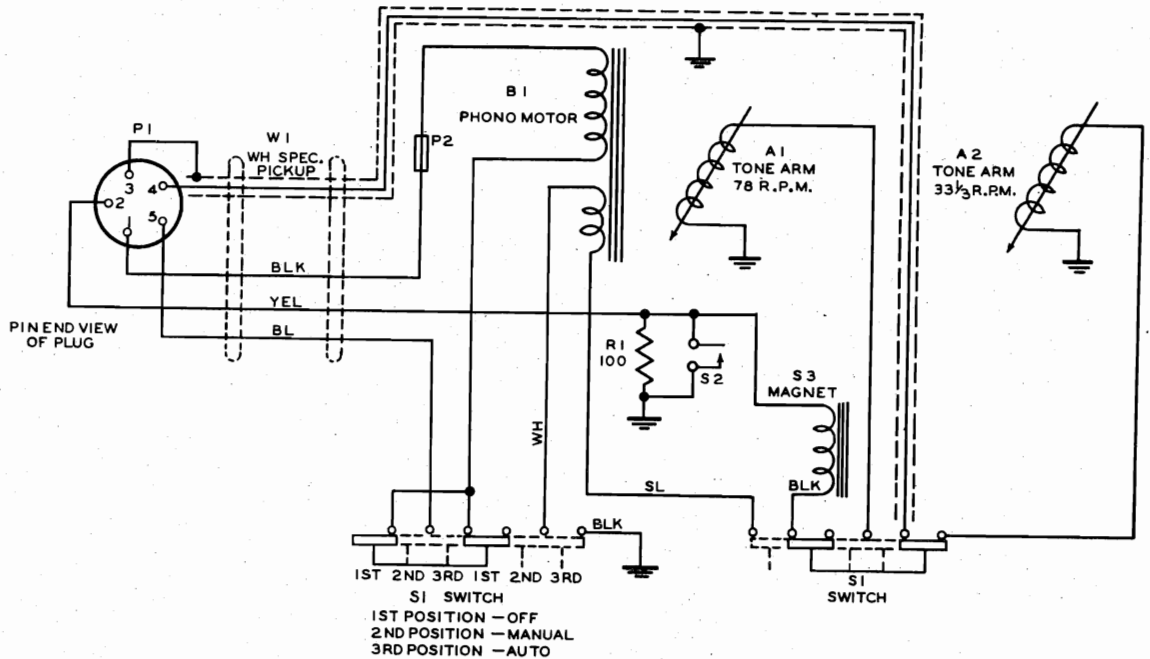 B1
PHONO MOTOR
P1
W1
WH SPEC.
PICKUP
P2
A1
TONE ARM
78 R.P.M.
A2
TONE ARM
33⅓ R.P.M.
3
4
2
5
1
BLK
YEL
BL
PIN END VIEW
OF PLUG
R1
100
S2
S3
MAGNET
WH
SL
BLK
BLK
1ST 2ND 3RD 1ST 2ND 3RD
S1 SWITCH
1ST POSITION — OFF
2ND POSITION — MANUAL
3RD POSITION — AUTO
S1
SWITCH